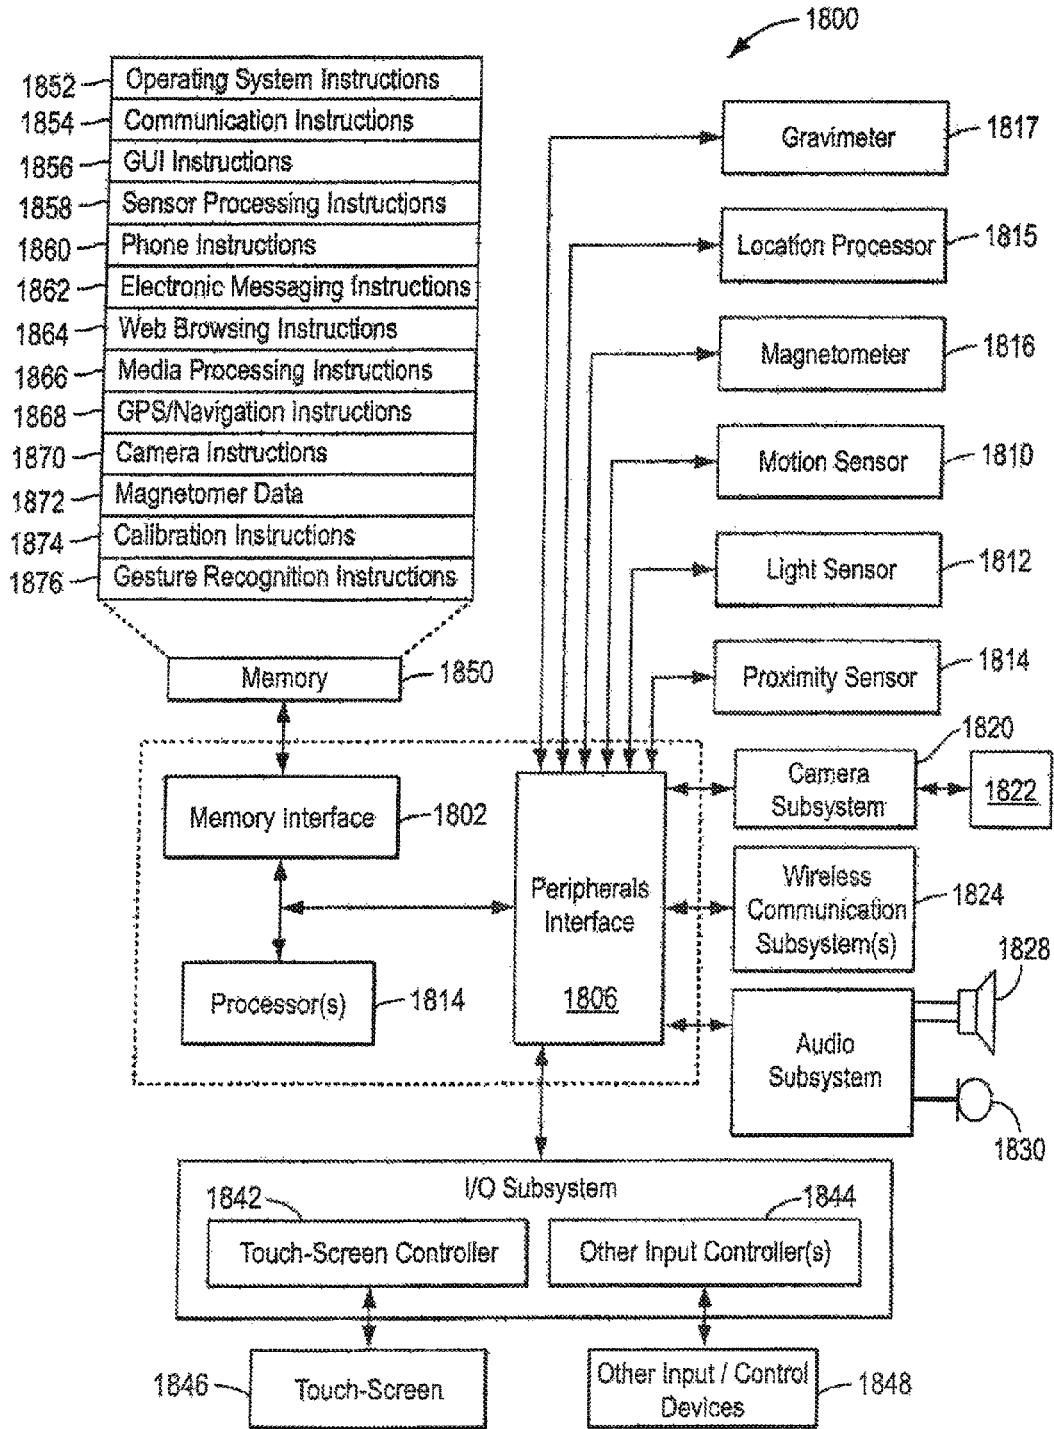 1800
1852 Operating System Instructions
1854 Communication Instructions
1856 GUI Instructions
1858 Sensor Processing Instructions
1860 Phone Instructions
1862 Electronic Messaging Instructions
1864 Web Browsing Instructions
1866 Media Processing Instructions
1868 GPS/Navigation Instructions
1870 Camera Instructions
1872 Magnetomer Data
1874 Calibration Instructions
1876 Gesture Recognition Instructions
Memory 1850
Gravimeter 1817
Location Processor 1815
Magnetometer 1816
Motion Sensor 1810
Light Sensor 1812
Proximity Sensor 1814
Memory Interface 1802
Processor(s) 1814
Peripherals
Interface
1806
Camera
Subsystem
1820
1822
Wireless
Communication
Subsystem(s)
1824
Audio
Subsystem
1828
1830
I/O Subsystem
1842
Touch-Screen Controller
1844
Other Input Controller(s)
1846 Touch-Screen
Other Input / Control
Devices
1848